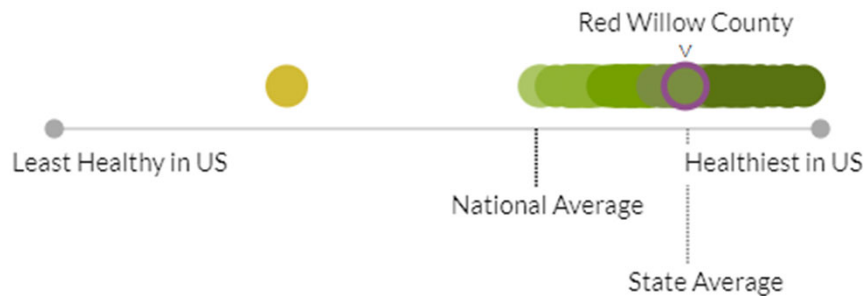 Red Willow County
Least Healthy in US
Healthiest in US
National Average
State Average